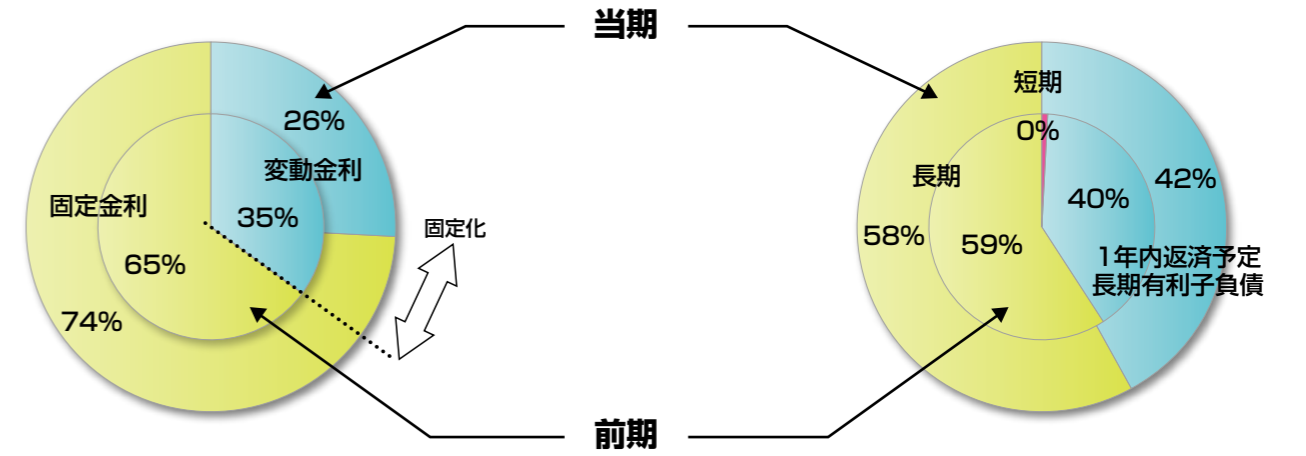 当期
26%
変動金利
固定金利
35%
65%
74%
固定化
短期
0%
長期
42%
40%
58%
59%
1年内返済予定
長期有利子負債
前期